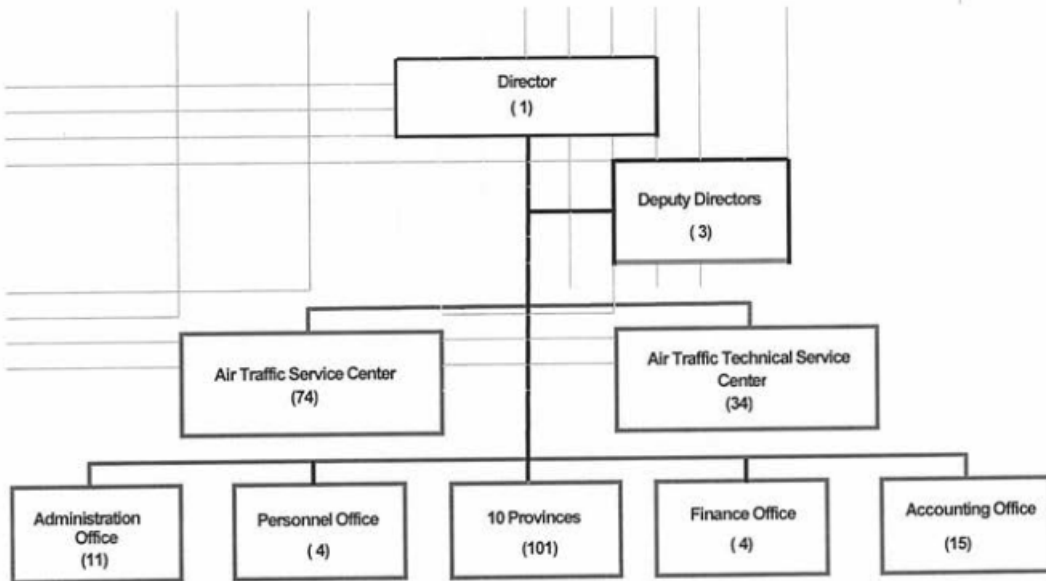 Director
( 1)
Deputy Directors
( 3)
Air Traffic Service Center
(74)
Air Traffic Technical Service
Center
(34)
Administration
Office
(11)
Personnel Office
( 4)
10 Provinces
(101)
Finance Office
( 4)
Accounting Office
(15)